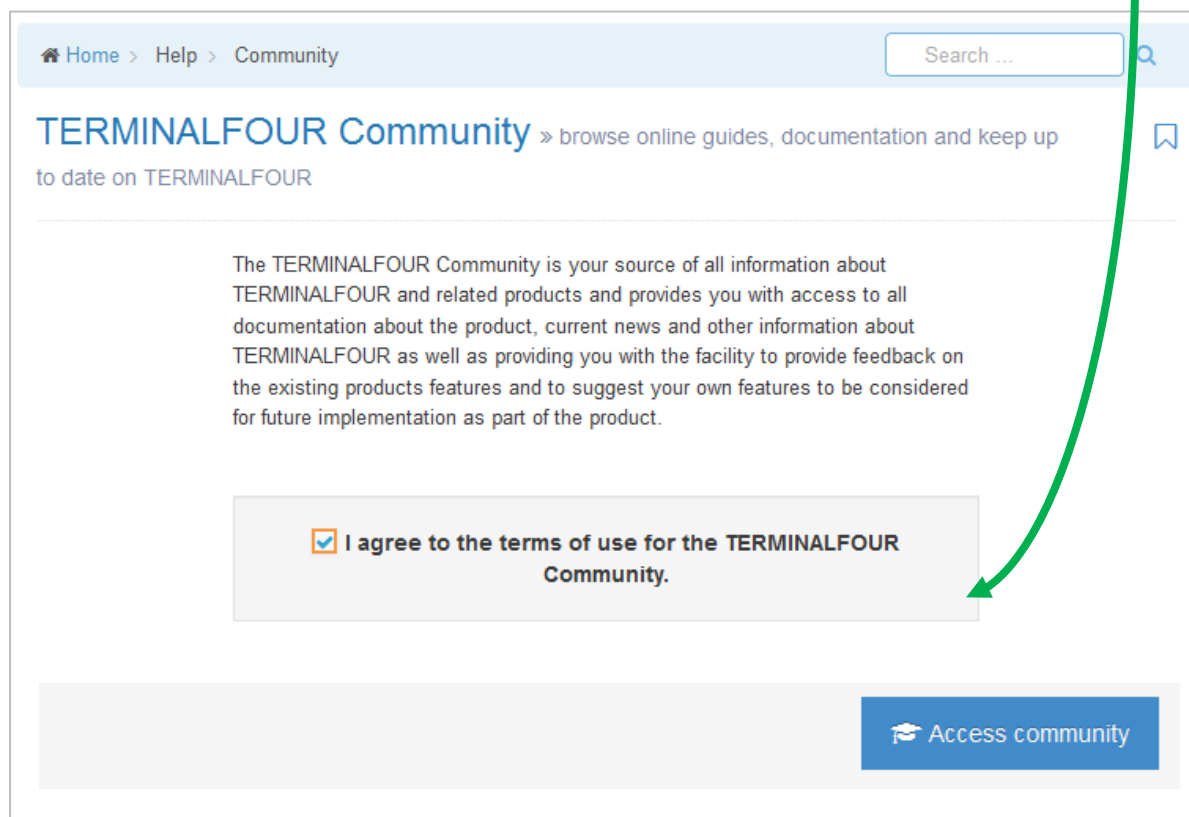 Home > Help > Community
Search ...
TERMINALFOUR Community » browse online guides, documentation and keep up
to date on TERMINALFOUR
The TERMINALFOUR Community is your source of all information about
TERMINALFOUR and related products and provides you with access to all
documentation about the product, current news and other information about
TERMINALFOUR as well as providing you with the facility to provide feedback on
the existing products features and to suggest your own features to be considered
for future implementation as part of the product.
I agree to the terms of use for the TERMINALFOUR
Community.
Access community